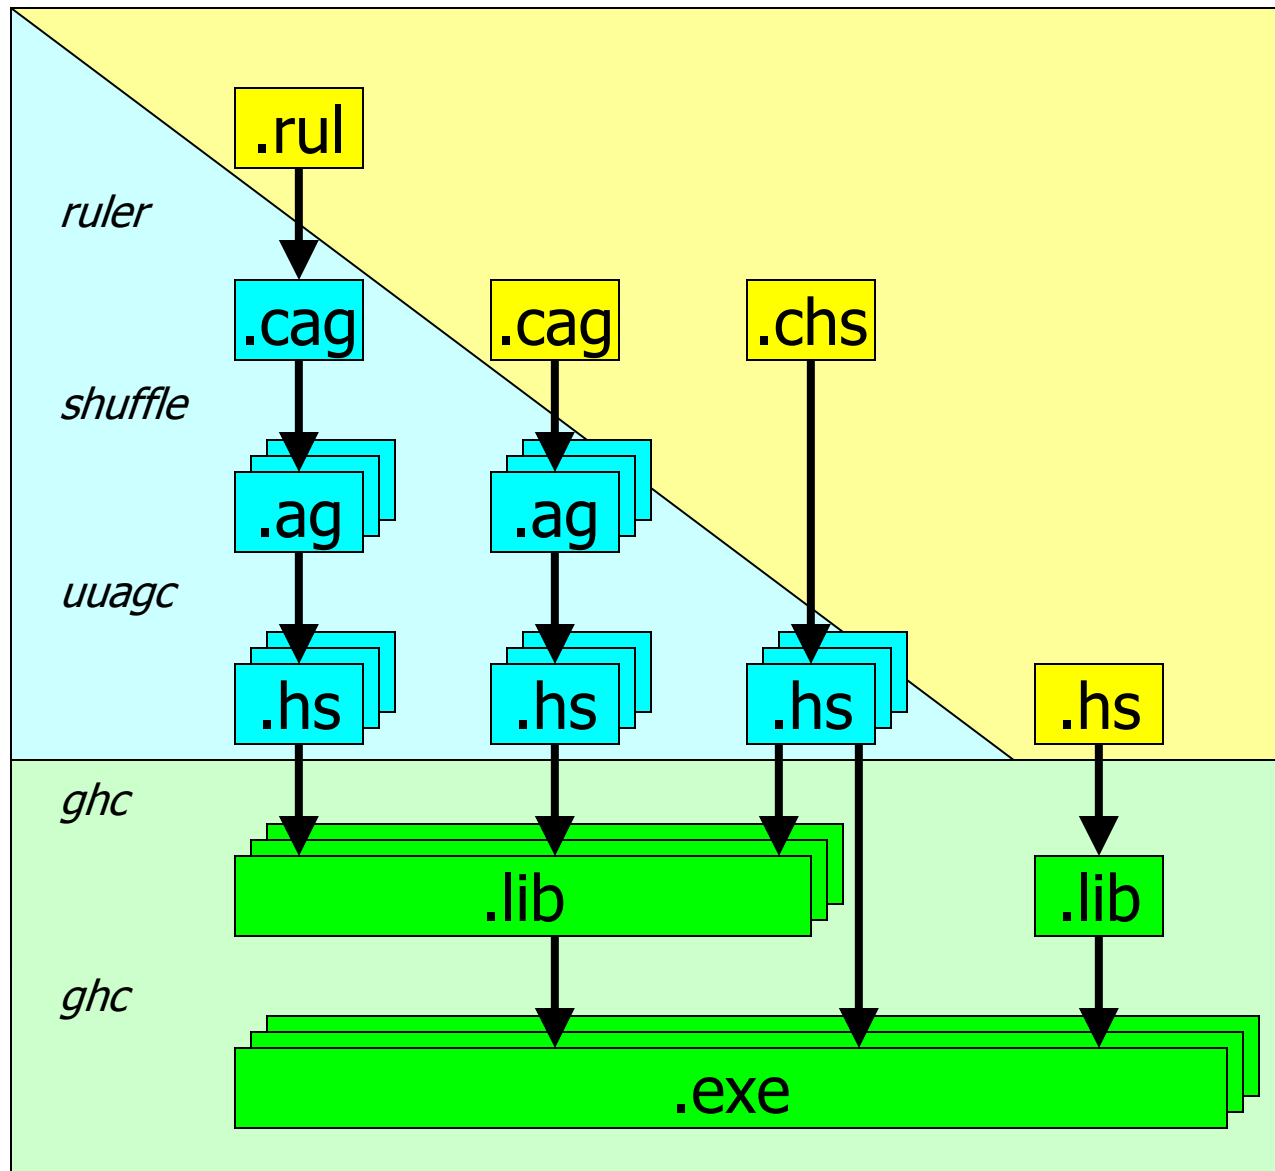 .rul
ruler
.cag .cag .chs
shuffle
.ag .ag
uuagc
.hs .hs .hs .hs
ghc
.lib .lib
ghc
.exe